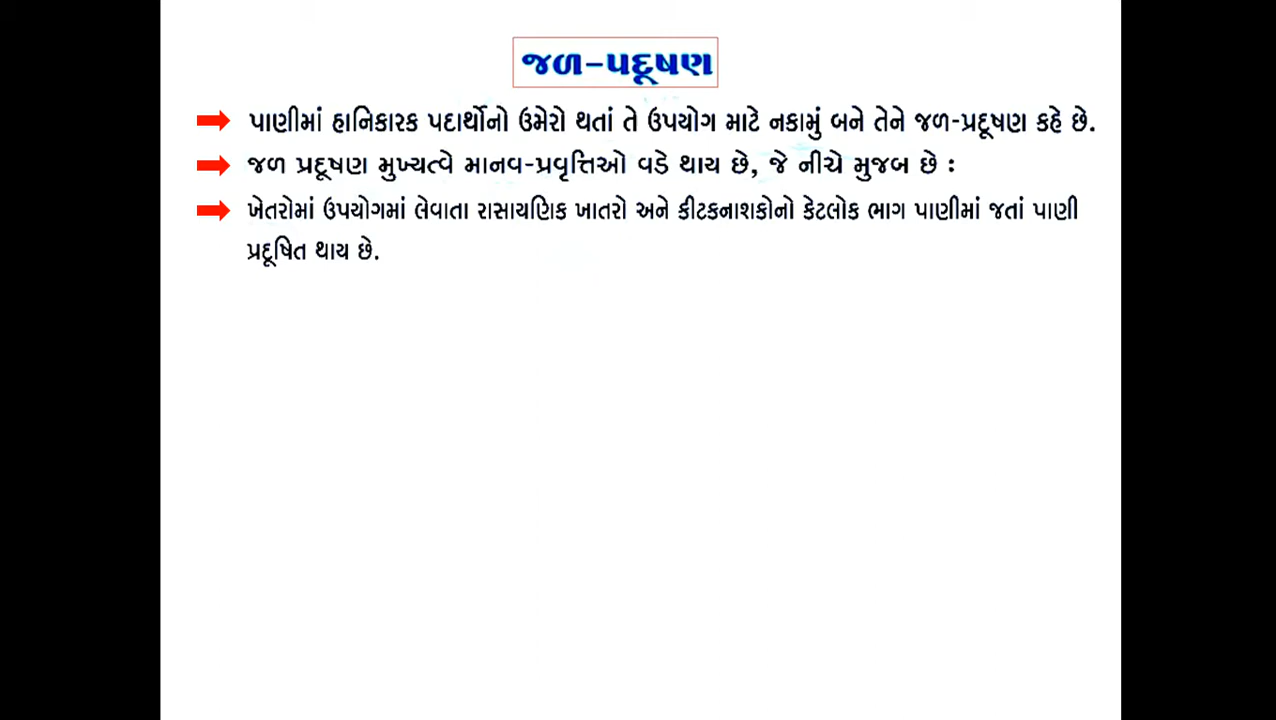 જળ-પદૂષણ
પાણીમાં હાનિકારક પદાર્થોનો ઉમેરો થતાં તે ઉપયોગ માટે નકામું બને તેને જળ-પ્રદૂષણ કહે છે.
જળ પ્રદૂષણ મુખ્યત્વે માનવ-પ્રવૃત્તિઓ વડે થાય છે, જે નીચે મુજબ છે :
ખેતરોમાં ઉપયોગમાં લેવાતા રાસાયણિક ખાતરો અને કીટકનાશકોનો કેટલોક ભાગ પાણીમાં જતાં પાણી
પ્રદૂષિત થાય છે.